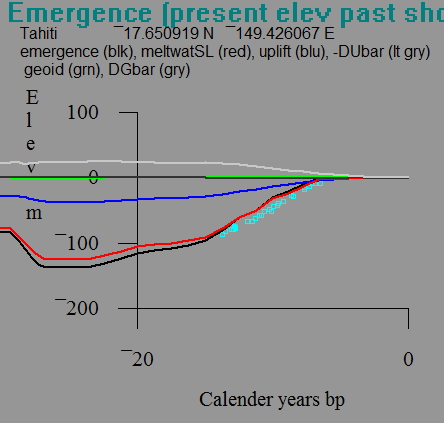 Emergence (present elev past sho
Tahiti ¯17.650919 N ¯149.426067 E
emergence (blk), meltwatSL (red), uplift (blu), -DUbar (lt gry)
geoid (grn), DGbar (gry)
E
l
e
v
m
100
0
¯100
¯200
¯20 0
Calender years bp